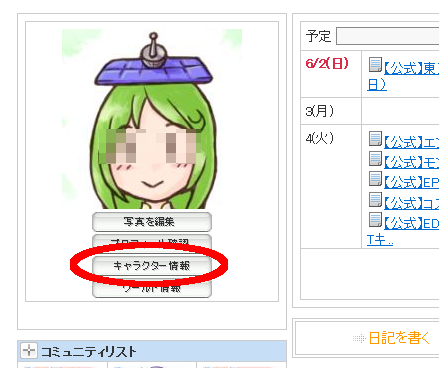 写真を編集
プロフィール確認
キャラクター情報
ワールド情報
コミュニティリスト
予定
6/2(日)
【公式】東
日）
3(月)
4(火)
【公式】エン
【公式】モン
【公式】EP
【公式】コス
【公式】ED
Tキ..
日記を書く